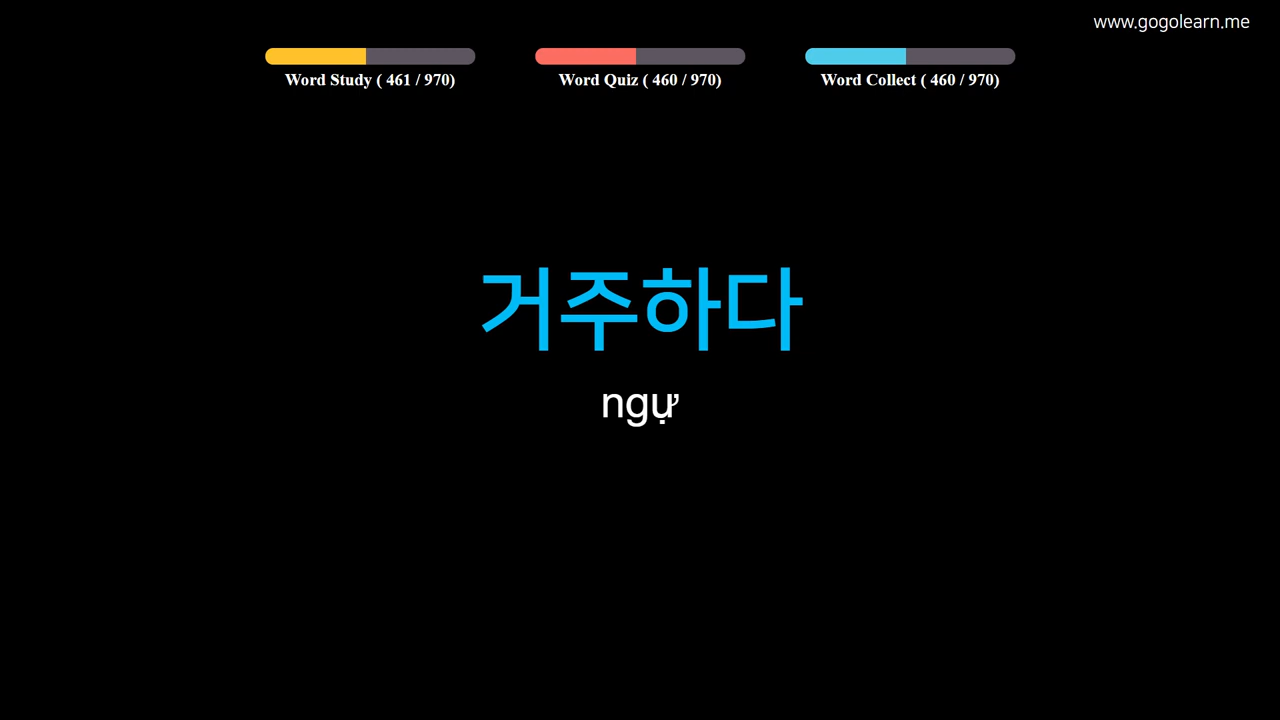 www.gogolearn.me
Word Study ( 461 / 970)
Word Quiz ( 460 / 970)
Word Collect ( 460 / 970)
거주하다
ngự